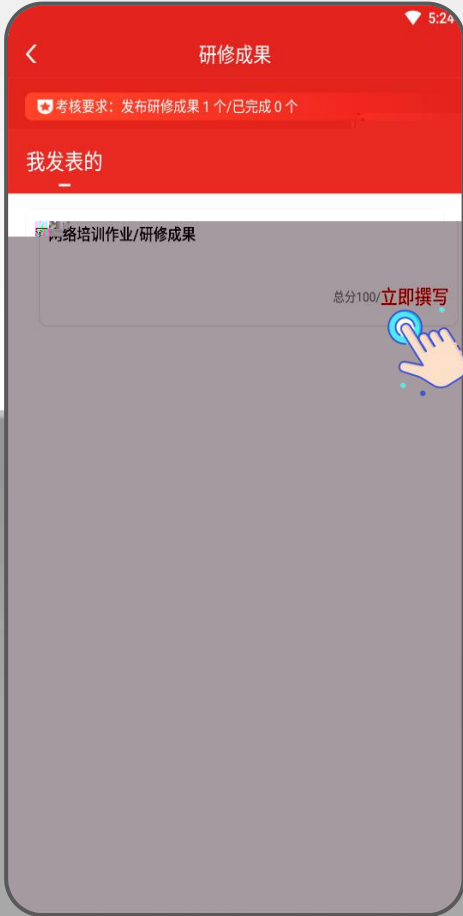 5:24
研修成果
考核要求：发布研修成果 1 个/已完成 0 个
我发表的
网络培训作业/研修成果
总分100/立即撰写